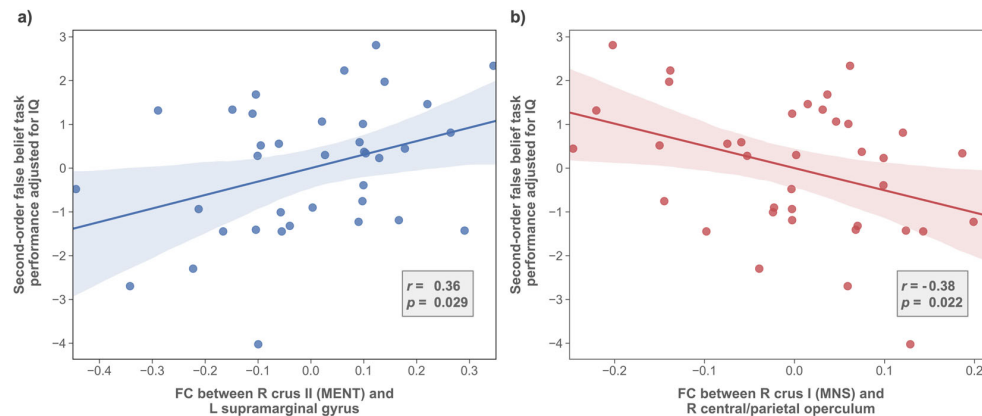 a)
Second-order false belief task
performance adjusted for IQ
3
2
1
0
−1
−2
−3
−4
r = 0.36
p = 0.029
−0.4 −0.3 −0.2 −0.1 0.0 0.1 0.2 0.3
FC between R crus II (MENT) and
L supramarginal gyrus
b)
Second-order false belief task
performance adjusted for IQ
3
2
1
0
−1
−2
−3
−4
r = -0.38
p = 0.022
−0.2 −0.1 0.0 0.1 0.2
FC between R crus I (MNS) and
R central/parietal operculum